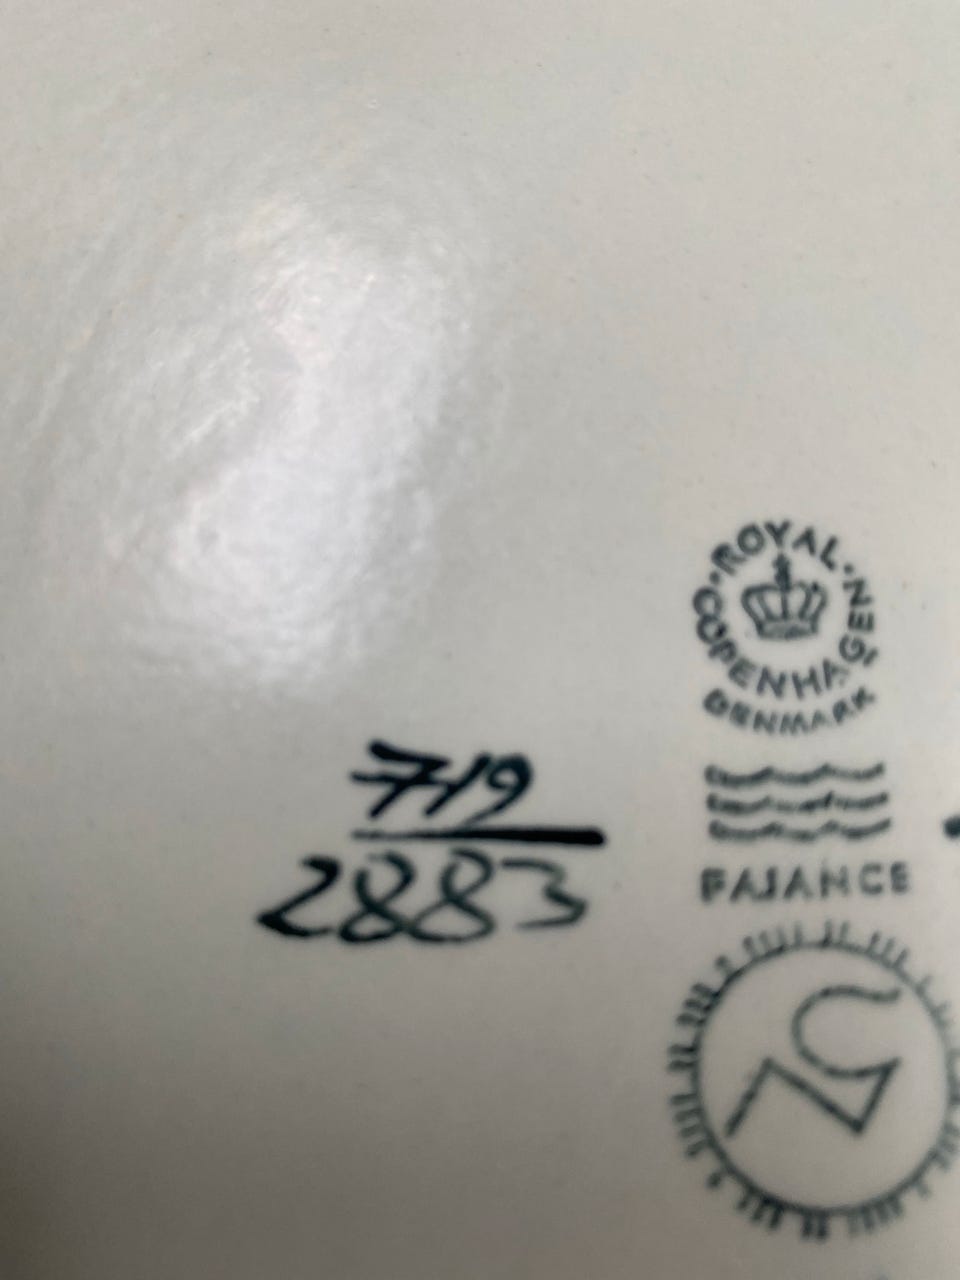 ROYAL
COPENHAGEN
DENMARK
719
2883
FAJANCE